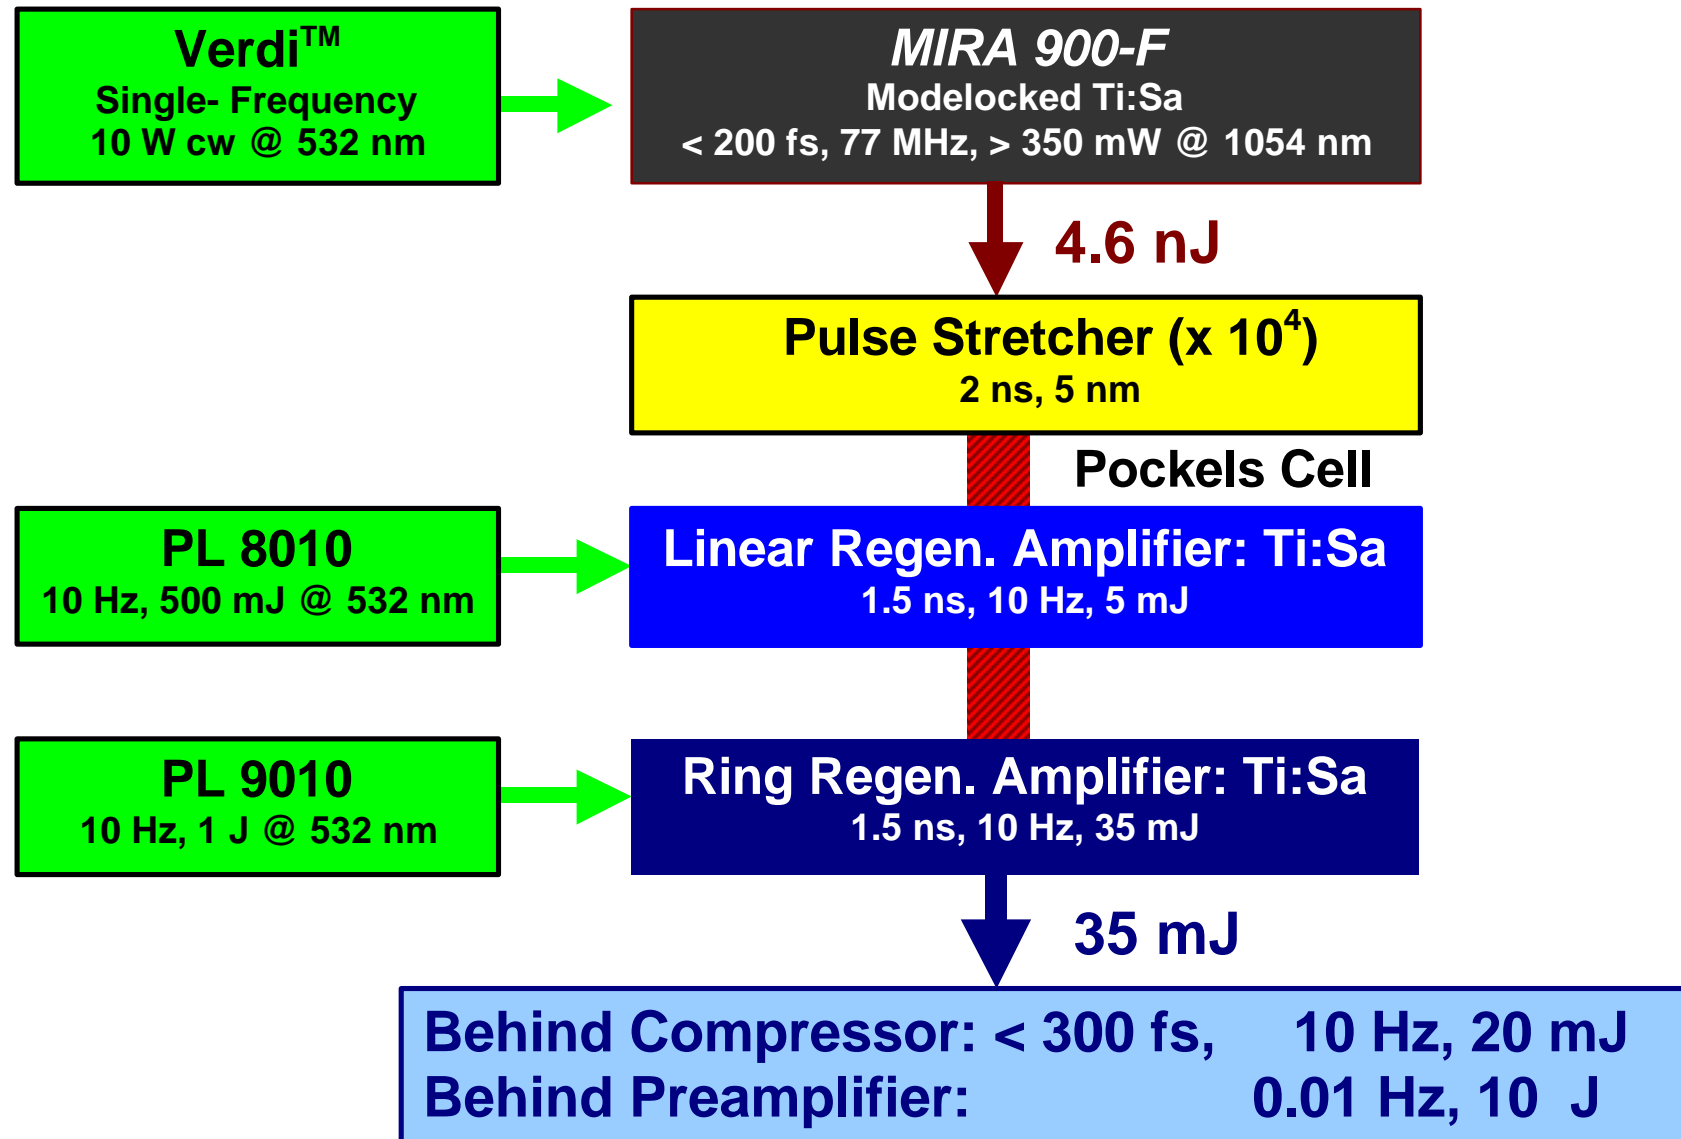 Verdi™
Single- Frequency
10 W cw @ 532 nm
MIRA 900-F
Modelocked Ti:Sa
< 200 fs, 77 MHz, > 350 mW @ 1054 nm
4.6 nJ
Pulse Stretcher (x 10⁴)
2 ns, 5 nm
Pockels Cell
PL 8010
10 Hz, 500 mJ @ 532 nm
Linear Regen. Amplifier: Ti:Sa
1.5 ns, 10 Hz, 5 mJ
PL 9010
10 Hz, 1 J @ 532 nm
Ring Regen. Amplifier: Ti:Sa
1.5 ns, 10 Hz, 35 mJ
35 mJ
Behind Compressor: < 300 fs, 10 Hz, 20 mJ
Behind Preamplifier: 0.01 Hz, 10 J